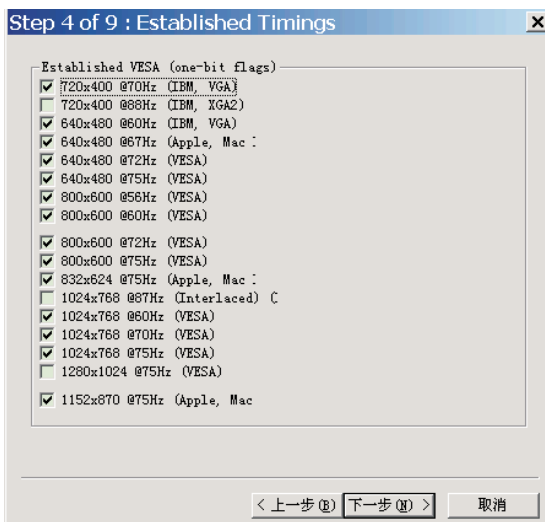 Step 4 of 9 : Established Timings
Established VESA (one-bit flags)
720x400 @70Hz (IBM, VGA)
720x400 @88Hz (IBM, XGA2)
640x480 @60Hz (IBM, VGA)
640x480 @67Hz (Apple, Mac
640x480 @72Hz (VESA)
640x480 @75Hz (VESA)
800x600 @56Hz (VESA)
800x600 @60Hz (VESA)
800x600 @72Hz (VESA)
800x600 @75Hz (VESA)
832x624 @75Hz (Apple, Mac
1024x768 @87Hz (Interlaced) (
1024x768 @60Hz (VESA)
1024x768 @70Hz (VESA)
1024x768 @75Hz (VESA)
1280x1024 @75Hz (VESA)
1152x870 @75Hz (Apple, Mac
< 上一步(B) 下一步(N) > 取消